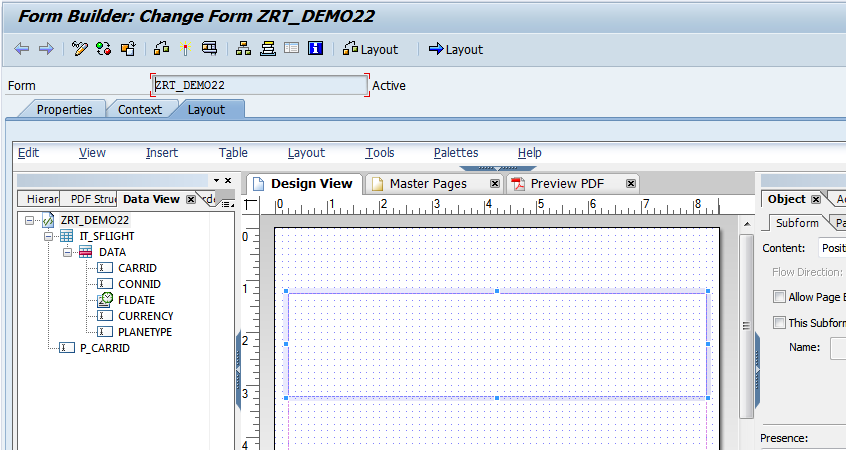 Form Builder: Change Form ZRT_DEMO22
Layout Layout
Form ZRT_DEMO22 Active
Properties Context Layout
Edit View Insert Table Layout Tools Palettes Help
Hierar PDF Stru Data View
Design View Master Pages Preview PDF
Object
ZRT_DEMO22
IT_SFLIGHT
DATA
CARRID
CONNID
FLDATE
CURRENCY
PLANETYPE
P_CARRID
0 1 2 3 4 5 6 7 8
0
1
2
3
4
Subform Pa
Content: Posit
Flow Direction:
Allow Page B
This Subform
Name:
Presence: